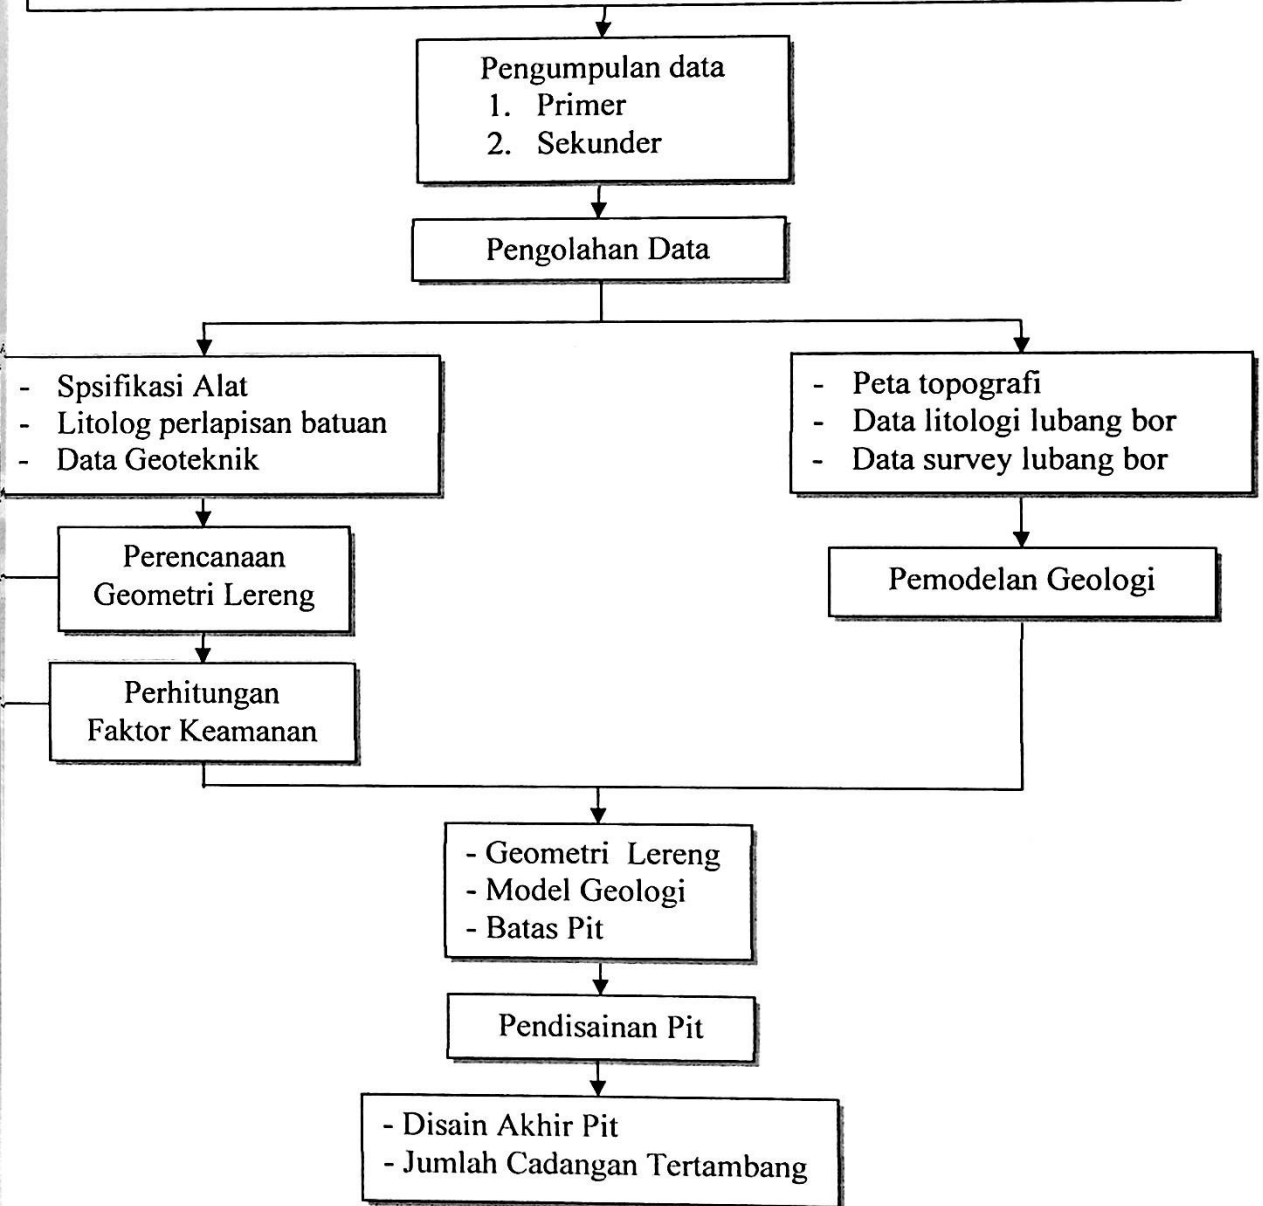 Pengumpulan data
1. Primer
2. Sekunder
Pengolahan Data
- Spsifikasi Alat
- Litolog perlapisan batuan
- Data Geoteknik
- Peta topografi
- Data litologi lubang bor
- Data survey lubang bor
Perencanaan
Geometri Lereng
Pemodelan Geologi
Perhitungan
Faktor Keamanan
- Geometri Lereng
- Model Geologi
- Batas Pit
Pendisainan Pit
- Disain Akhir Pit
- Jumlah Cadangan Tertambang